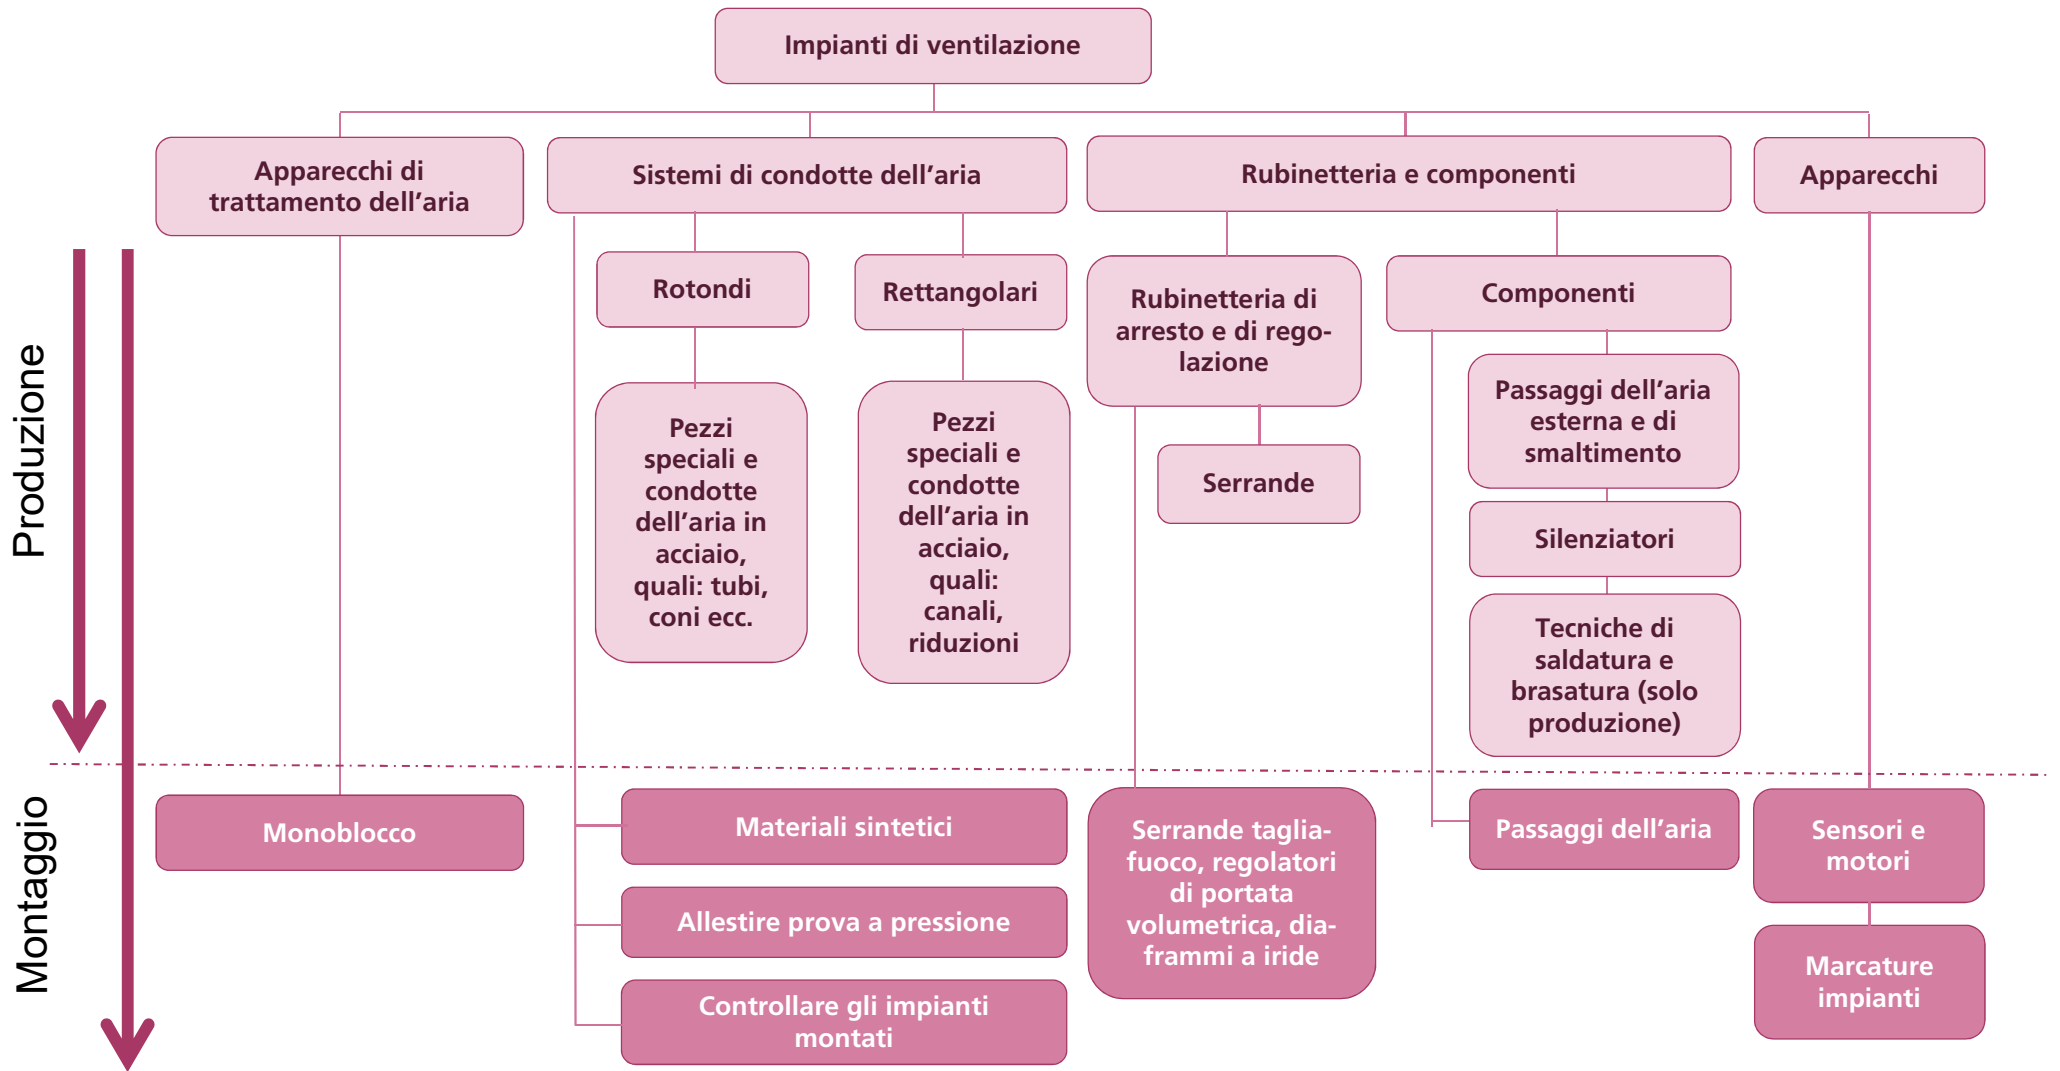 Impianti di ventilazione
Apparecchi di
trattamento dell’aria
Sistemi di condotte dell’aria
Rubinetteria e componenti
Apparecchi
Produzione
Rotondi
Rettangolari
Rubinetteria di
arresto e di rego-
lazione
Componenti
Pezzi
speciali e
condotte
dell’aria in
acciaio,
quali: tubi,
coni ecc.
Pezzi
speciali e
condotte
dell’aria in
acciaio,
quali:
canali,
riduzioni
Serrande
Passaggi dell’aria
esterna e di
smaltimento
Silenziatori
Tecniche di
saldatura e
brasatura (solo
produzione)
Montaggio
Monoblocco
Materiali sintetici
Allestire prova a pressione
Controllare gli impianti
montati
Serrande taglia-
fuoco, regolatori
di portata
volumetrica, dia-
frammi a iride
Passaggi dell’aria
Sensori e
motori
Marcature
impianti